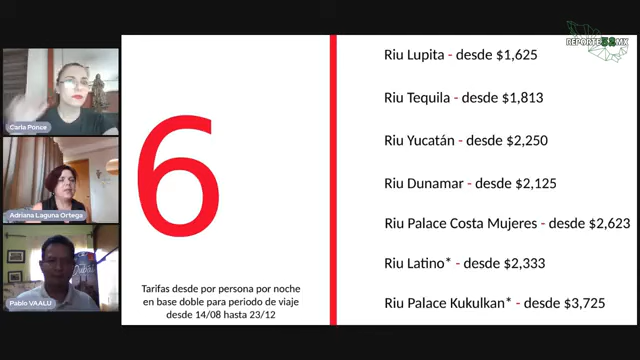 REPORTE32MX
Riu Lupita - desde $1,625
Riu Tequila - desde $1,813
Riu Yucatán - desde $2,250
Riu Dunamar - desde $2,125
Riu Palace Costa Mujeres - desde $2,623
Riu Latino* - desde $2,333
Riu Palace Kukulkan* - desde $3,725
6
Tarifas desde por persona por noche
en base doble para periodo de viaje
desde 14/08 hasta 23/12
Carla Ponce
Adriana Laguna Ortega
Pablo VAALU
Dubai